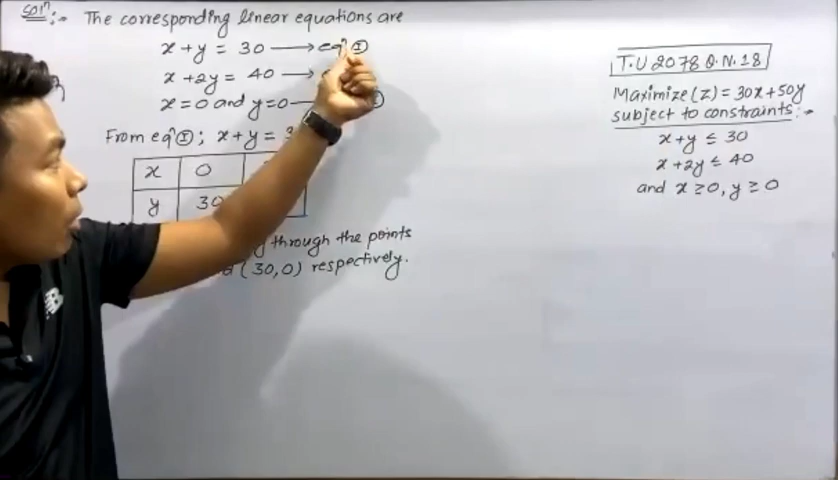 Solⁿ :- The corresponding linear equations are
x + y = 30 → eqⁿ Ⓘ
x + 2y = 40 →
x = 0 and y = 0
From eqⁿ Ⓘ ; x + y = 3
x 0
y 30
through the points
(30, 0) respectively.
T.U 2078 Q.N.18
Maximize (Z) = 30x + 50y
subject to constraints :-
x + y ≤ 30
x + 2y ≤ 40
and x ≥ 0, y ≥ 0